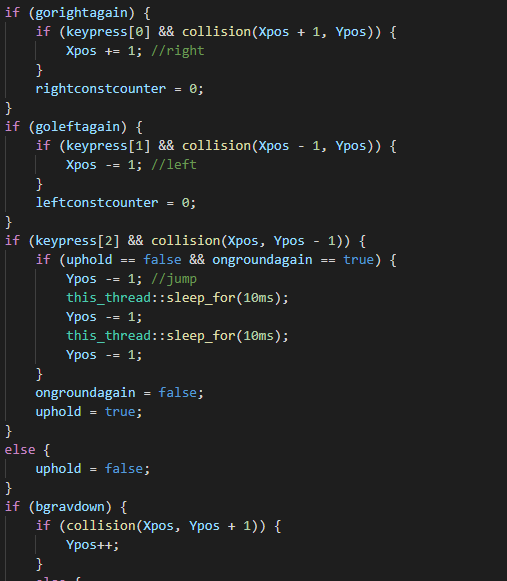 if (gorightagain) {
    if (keypress[0] && collision(Xpos + 1, Ypos)) {
        Xpos += 1; //right
    }
    rightconstcounter = 0;
}
if (goleftagain) {
    if (keypress[1] && collision(Xpos - 1, Ypos)) {
        Xpos -= 1; //left
    }
    leftconstcounter = 0;
}
if (keypress[2] && collision(Xpos, Ypos - 1)) {
    if (uphold == false && ongroundagain == true) {
        Ypos -= 1; //jump
        this_thread::sleep_for(10ms);
        Ypos -= 1;
        this_thread::sleep_for(10ms);
        Ypos -= 1;
    }
    ongroundagain = false;
    uphold = true;
}
else {
    uphold = false;
}
if (bgravdown) {
    if (collision(Xpos, Ypos + 1)) {
        Ypos++;
    }
    else {